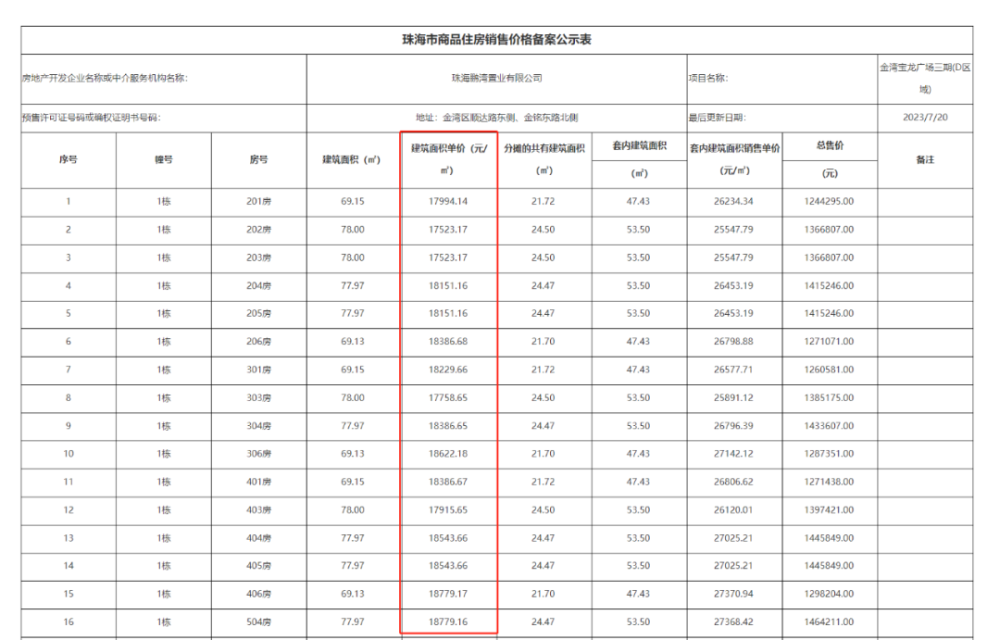 珠海市商品住房销售价格备案公示表
房地产开发企业名称或中介服务机构名称: 珠海鹏湾置业有限公司 项目名称: 金湾宝龙广场三期(D区域)
预售许可证号码或确权证明书号码: 地址：金湾区顺达路东侧、金铭东路北侧 最后更新日期: 2023/7/20
序号 幢号 房号 建筑面积（㎡） 建筑面积单价（元/㎡） 分摊的共有建筑面积（㎡） 套内建筑面积（㎡） 套内建筑面积销售单价（元/㎡） 总售价（元） 备注
1 1栋 201房 69.15 17994.14 21.72 47.43 26234.34 1244295.00
2 1栋 202房 78.00 17523.17 24.50 53.50 25547.79 1366807.00
3 1栋 203房 78.00 17523.17 24.50 53.50 25547.79 1366807.00
4 1栋 204房 77.97 18151.16 24.47 53.50 26453.19 1415246.00
5 1栋 205房 77.97 18151.16 24.47 53.50 26453.19 1415246.00
6 1栋 206房 69.13 18386.68 21.70 47.43 26798.88 1271071.00
7 1栋 301房 69.15 18229.66 21.72 47.43 26577.71 1260581.00
8 1栋 303房 78.00 17758.65 24.50 53.50 25891.12 1385175.00
9 1栋 304房 77.97 18386.65 24.47 53.50 26796.39 1433607.00
10 1栋 306房 69.13 18622.18 21.70 47.43 27142.12 1287351.00
11 1栋 401房 69.15 18386.67 21.72 47.43 26806.62 1271438.00
12 1栋 403房 78.00 17915.65 24.50 53.50 26120.01 1397421.00
13 1栋 404房 77.97 18543.66 24.47 53.50 27025.21 1445849.00
14 1栋 405房 77.97 18543.66 24.47 53.50 27025.21 1445849.00
15 1栋 406房 69.13 18779.17 21.70 47.43 27370.94 1298204.00
16 1栋 504房 77.97 18779.16 24.47 53.50 27368.42 1464211.00